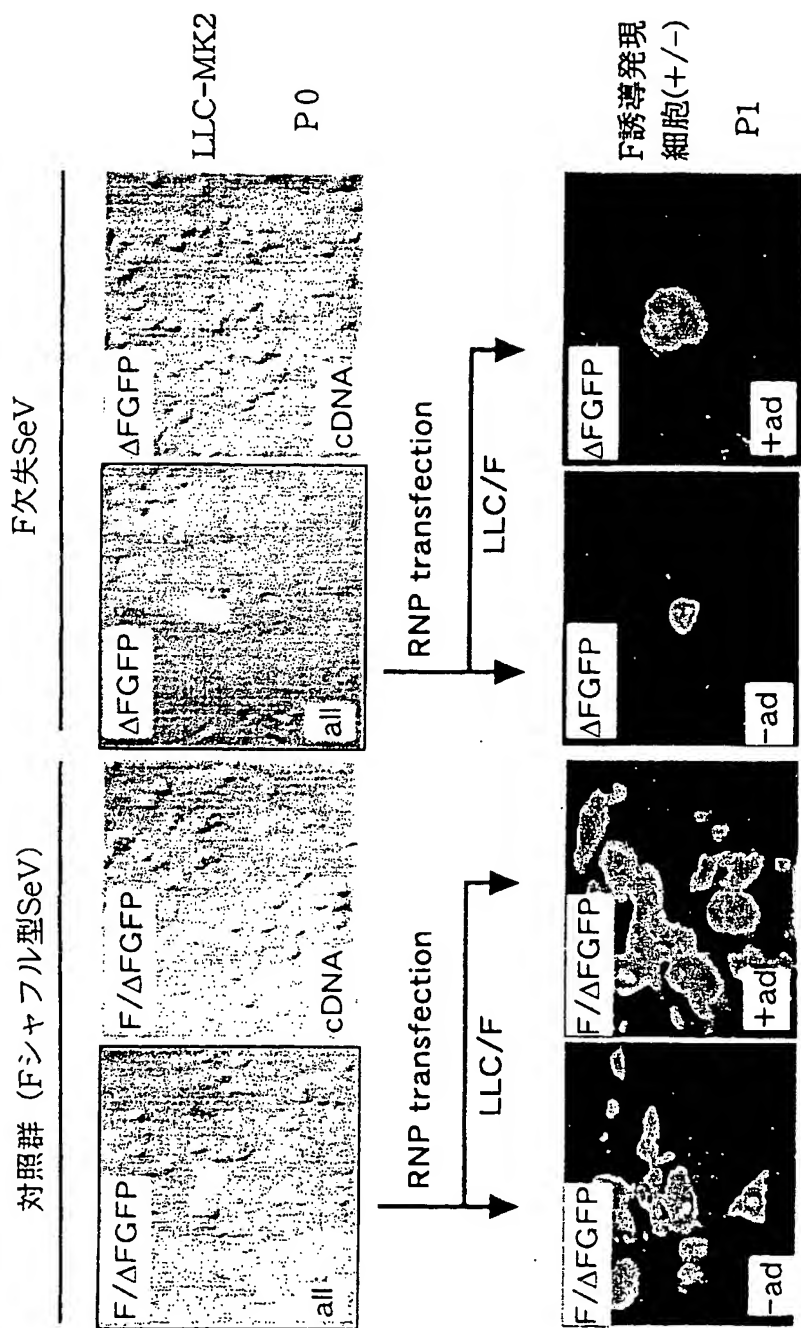 対照群 (Fシャフル型SeV)
F欠失SeV
F/ΔFGFP
all
F/ΔFGFP
cDNA
ΔFGFP
all
ΔFGFP
cDNA
LLC-MK2
P0
RNP transfection
LLC/F
RNP transfection
LLC/F
F/ΔFGFP
-ad
F/ΔFGFP
+ad
ΔFGFP
-ad
ΔFGFP
+ad
F誘導発現
細胞(+/-)
P1